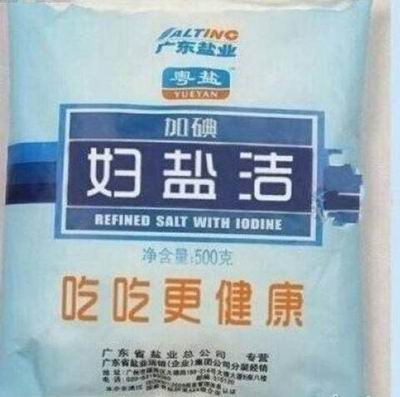 SALTING
广东盐业
粤盐
YUEYAN
加碘
妇盐洁
REFINED SALT WITH IODINE
净含量:500克
吃吃更健康
广东省盐业总公司 专营